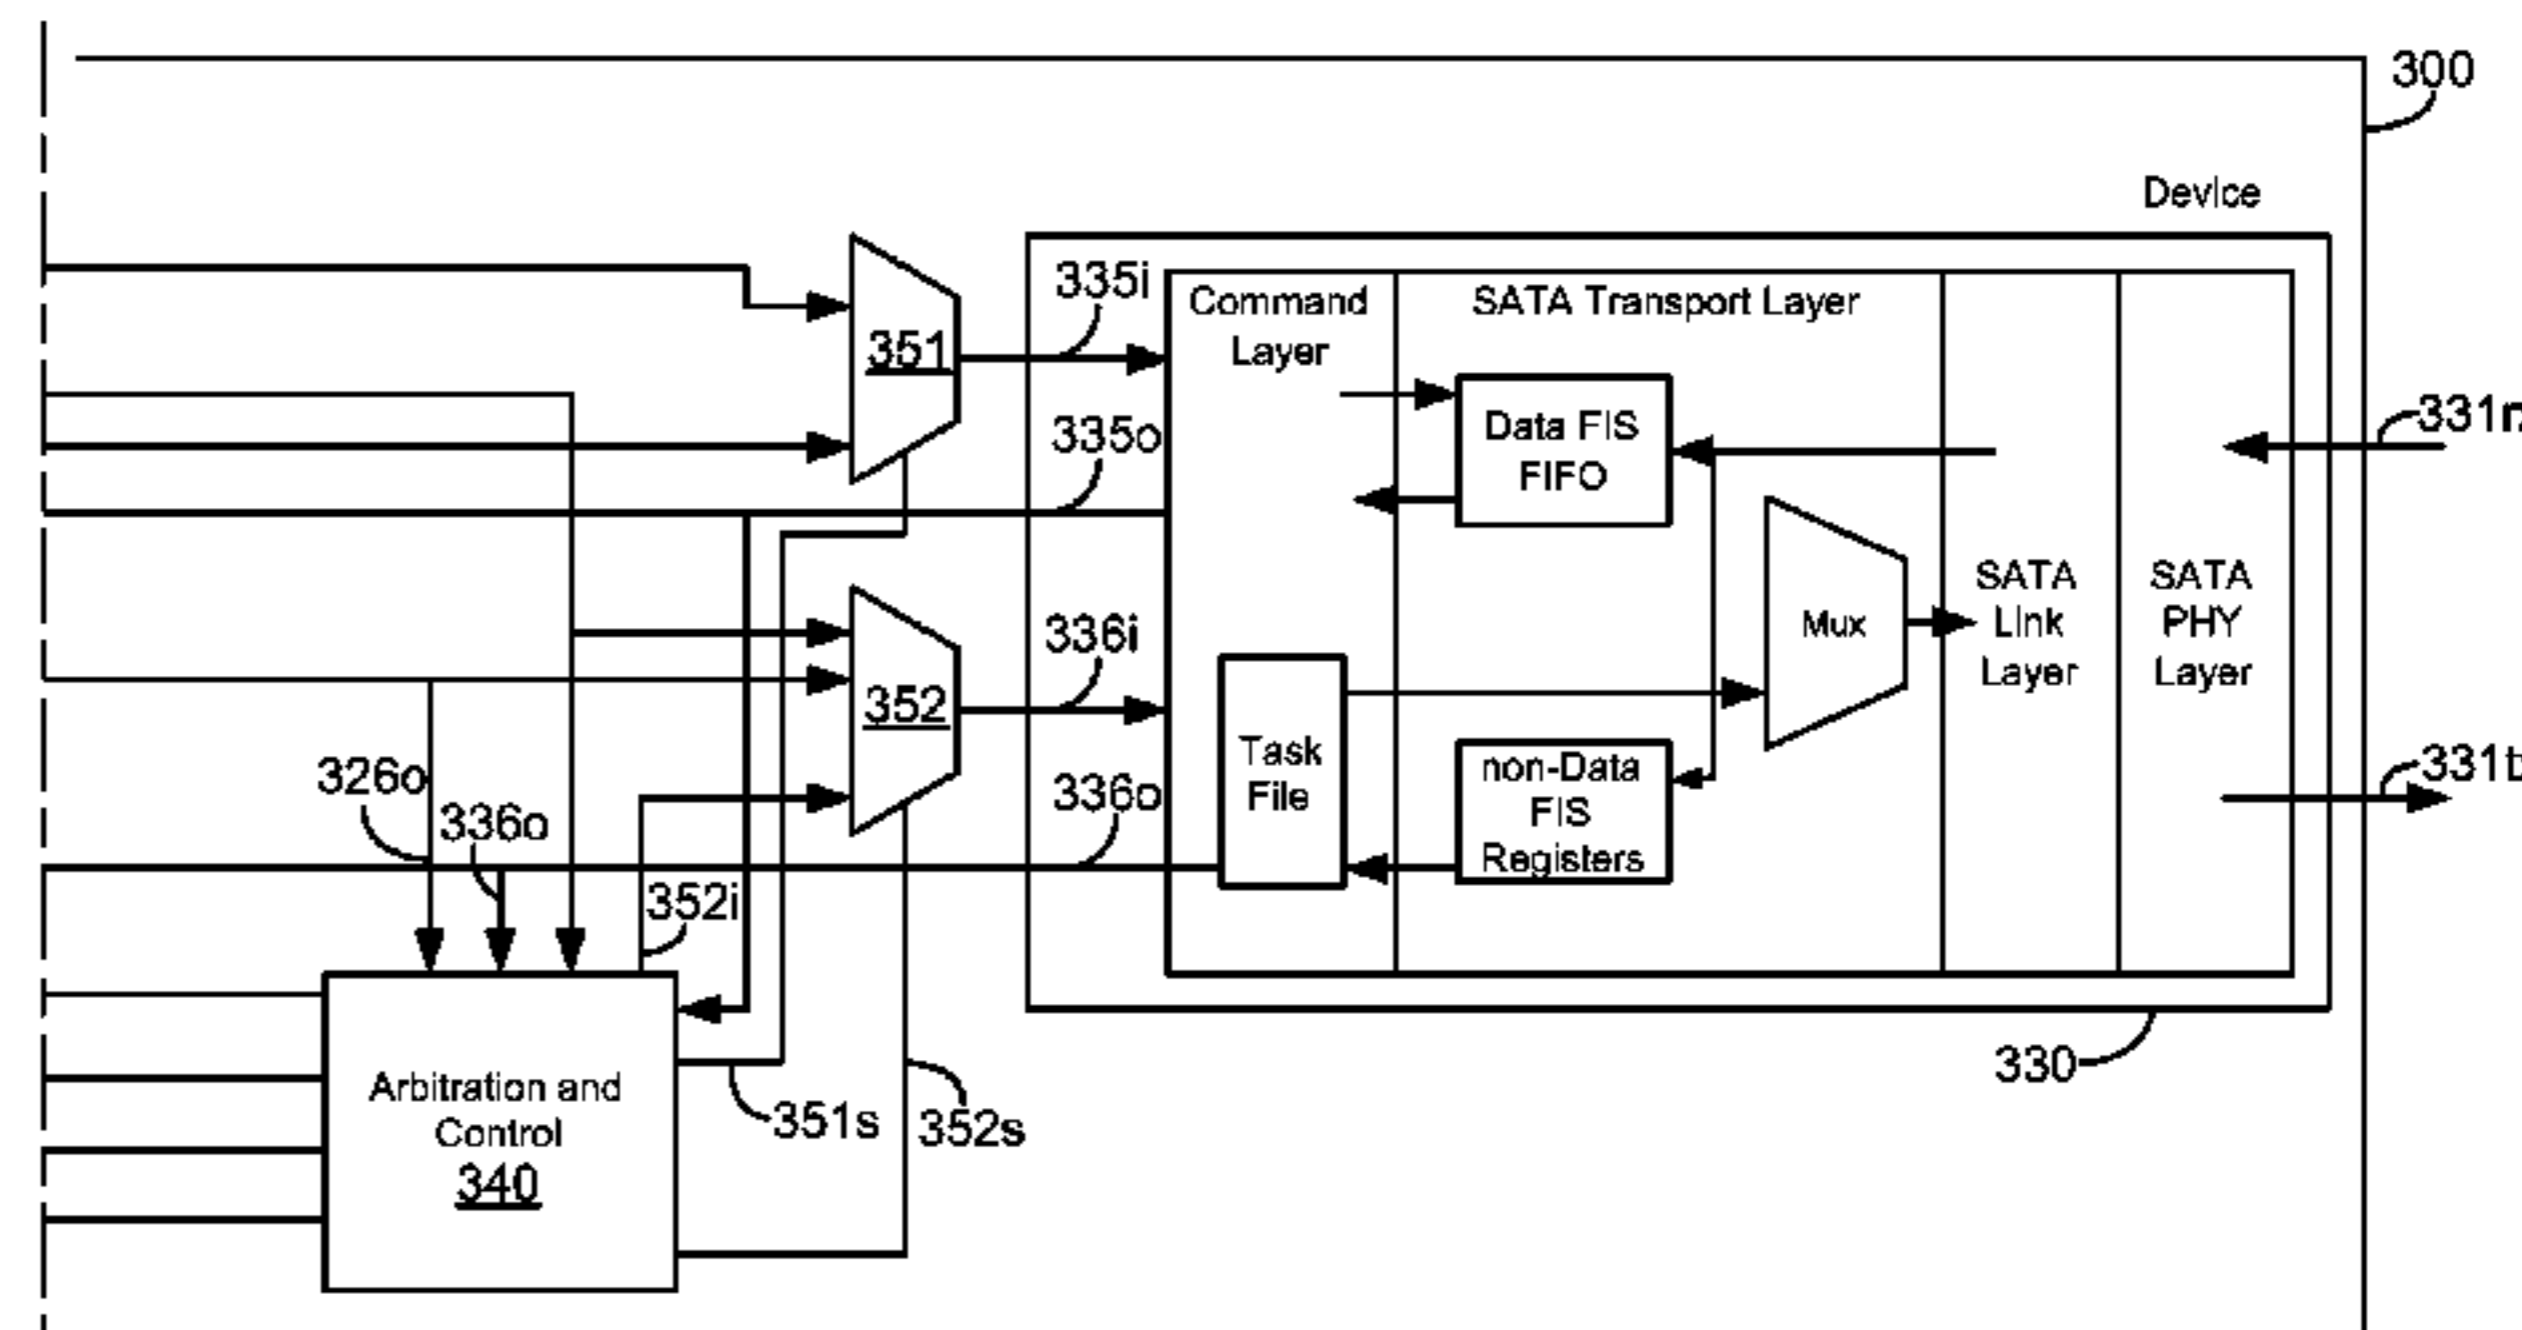 300
Device
335i
Command
Layer
SATA Transport Layer
351
335o
Data FIS
FIFO
SATA
Link
Layer
SATA
PHY
Layer
Mux
336i
352
Task
File
non-Data
FIS
Registers
326o
336o
336o
352i
Arbitration and
Control
340
351s
352s
330